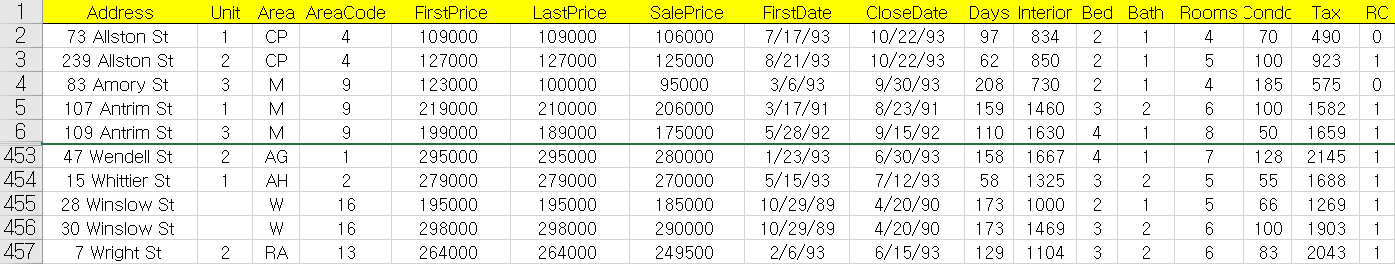 1 Address Unit Area AreaCode FirstPrice LastPrice SalePrice FirstDate CloseDate Days Interior Bed Bath Rooms Condo Tax RC
2 73 Allston St 1 CP 4 109000 109000 106000 7/17/93 10/22/93 97 834 2 1 4 70 490 0
3 239 Allston St 2 CP 4 127000 127000 125000 8/21/93 10/22/93 62 850 2 1 5 100 923 1
4 83 Amory St 3 M 9 123000 100000 95000 3/6/93 9/30/93 208 730 2 1 4 185 575 0
5 107 Antrim St 1 M 9 219000 210000 206000 3/17/91 8/23/91 159 1460 3 2 6 100 1582 1
6 109 Antrim St 3 M 9 199000 189000 175000 5/28/92 9/15/92 110 1630 4 1 8 50 1659 1
453 47 Wendell St 2 AG 1 295000 295000 280000 1/23/93 6/30/93 158 1667 4 1 7 128 2145 1
454 15 Whittier St 1 AH 2 279000 279000 270000 5/15/93 7/12/93 58 1325 3 2 5 55 1688 1
455 28 Winslow St W 16 195000 195000 185000 10/29/89 4/20/90 173 1000 2 1 5 66 1269 1
456 30 Winslow St W 16 298000 298000 290000 10/29/89 4/20/90 173 1469 3 2 6 100 1903 1
457 7 Wright St 2 RA 13 264000 264000 249500 2/6/93 6/15/93 129 1104 3 2 6 83 2043 1